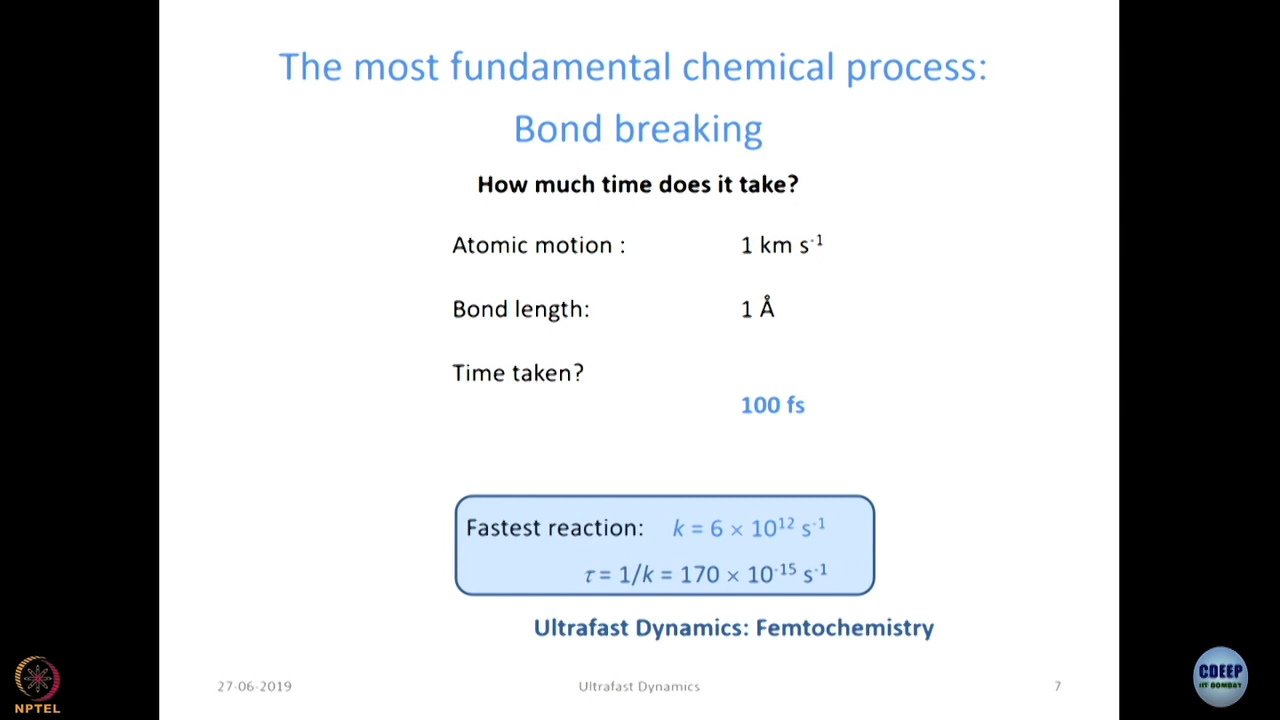 The most fundamental chemical process:
Bond breaking
How much time does it take?
Atomic motion : 1 km s⁻¹
Bond length: 1 Å
Time taken?
100 fs
Fastest reaction: k = 6 × 10¹² s⁻¹
τ = 1/k = 170 × 10⁻¹⁵ s⁻¹
Ultrafast Dynamics: Femtochemistry
27-06-2019 Ultrafast Dynamics 7
NPTEL
CDEEP
IIT BOMBAY